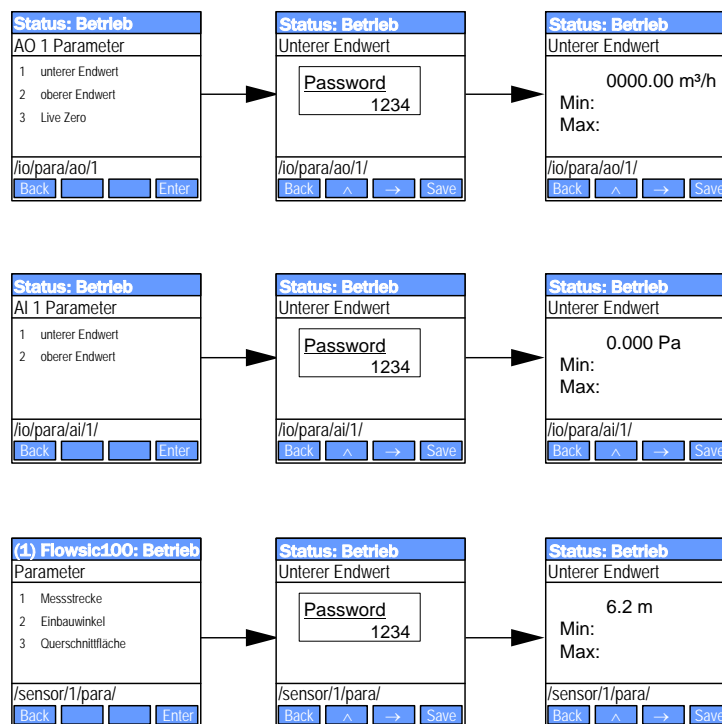 Status: Betrieb
AO 1 Parameter
1 unterer Endwert
2 oberer Endwert
3 Live Zero
/io/para/ao/1
Back Enter
Status: Betrieb
Unterer Endwert
Password
1234
/io/para/ao/1/
Back ^ → Save
Status: Betrieb
Unterer Endwert
0000.00 m³/h
Min:
Max:
/io/para/ao/1/
Back ^ → Save
Status: Betrieb
AI 1 Parameter
1 unterer Endwert
2 oberer Endwert
/io/para/ai/1/
Back Enter
Status: Betrieb
Unterer Endwert
Password
1234
/io/para/ai/1/
Back ^ → Save
Status: Betrieb
Unterer Endwert
0.000 Pa
Min:
Max:
/io/para/ai/1/
Back ^ → Save
(1) Flowsic100: Betrieb
Parameter
1 Messstrecke
2 Einbauwinkel
3 Querschnittfläche
/sensor/1/para/
Back Enter
Status: Betrieb
Unterer Endwert
Password
1234
/sensor/1/para/
Back ^ → Save
Status: Betrieb
Unterer Endwert
6.2 m
Min:
Max:
/sensor/1/para/
Back ^ → Save